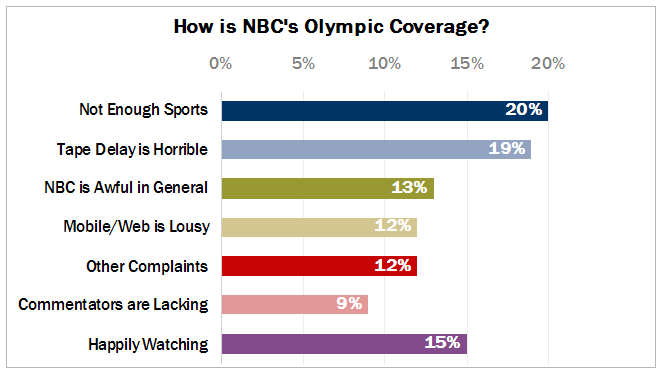 How is NBC's Olympic Coverage?
0% 5% 10% 15% 20%
Not Enough Sports 20%
Tape Delay is Horrible 19%
NBC is Awful in General 13%
Mobile/Web is Lousy 12%
Other Complaints 12%
Commentators are Lacking 9%
Happily Watching 15%